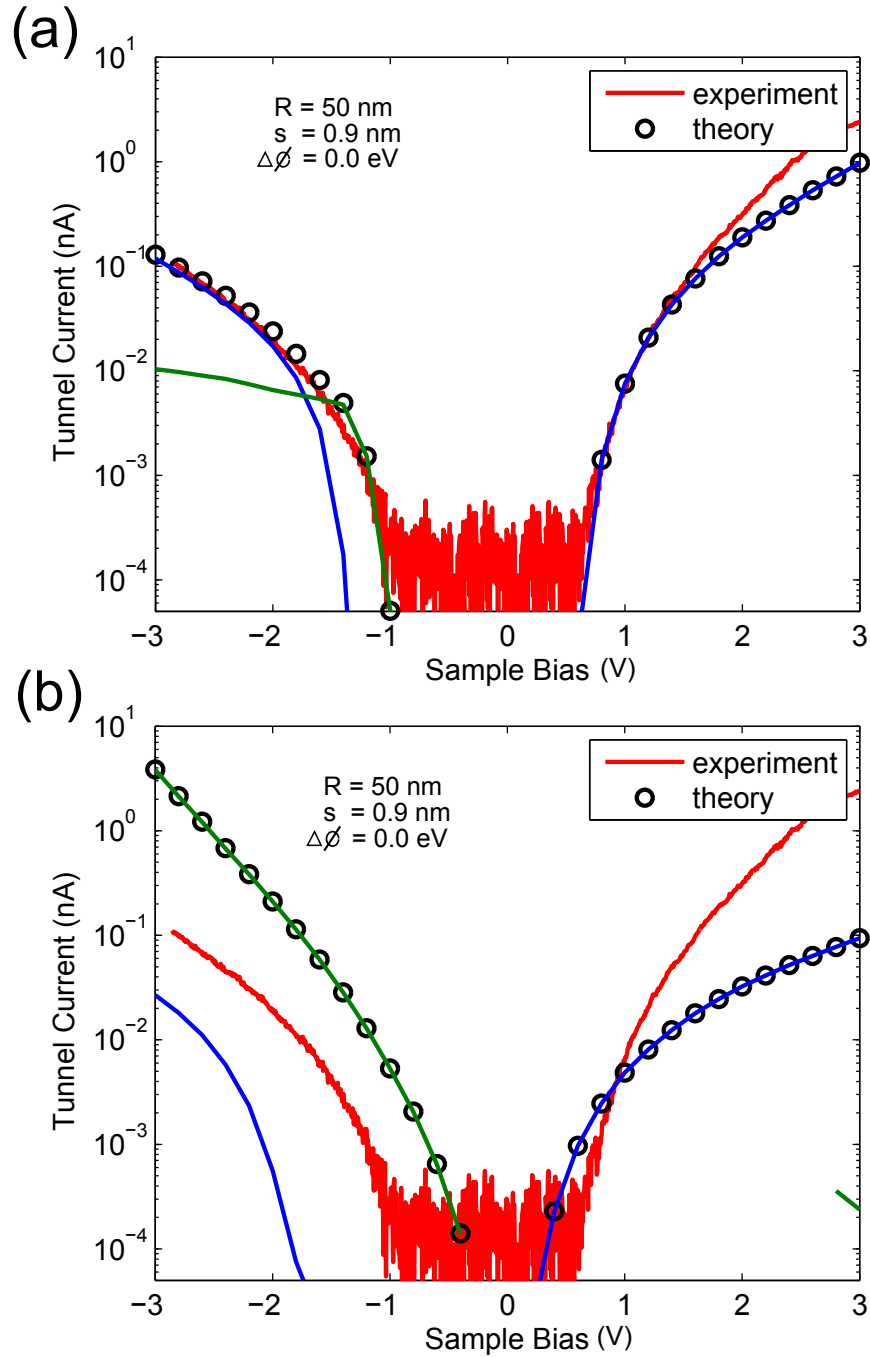 (a)
10^1
10^0
10^-1
10^-2
10^-3
10^-4
Tunnel Current (nA)
R = 50 nm
s = 0.9 nm
△ϕ = 0.0 eV
experiment
theory
−3 −2 −1 0 1 2 3
Sample Bias (V)
(b)
10^1
10^0
10^-1
10^-2
10^-3
10^-4
Tunnel Current (nA)
R = 50 nm
s = 0.9 nm
△ϕ = 0.0 eV
experiment
theory
−3 −2 −1 0 1 2 3
Sample Bias (V)